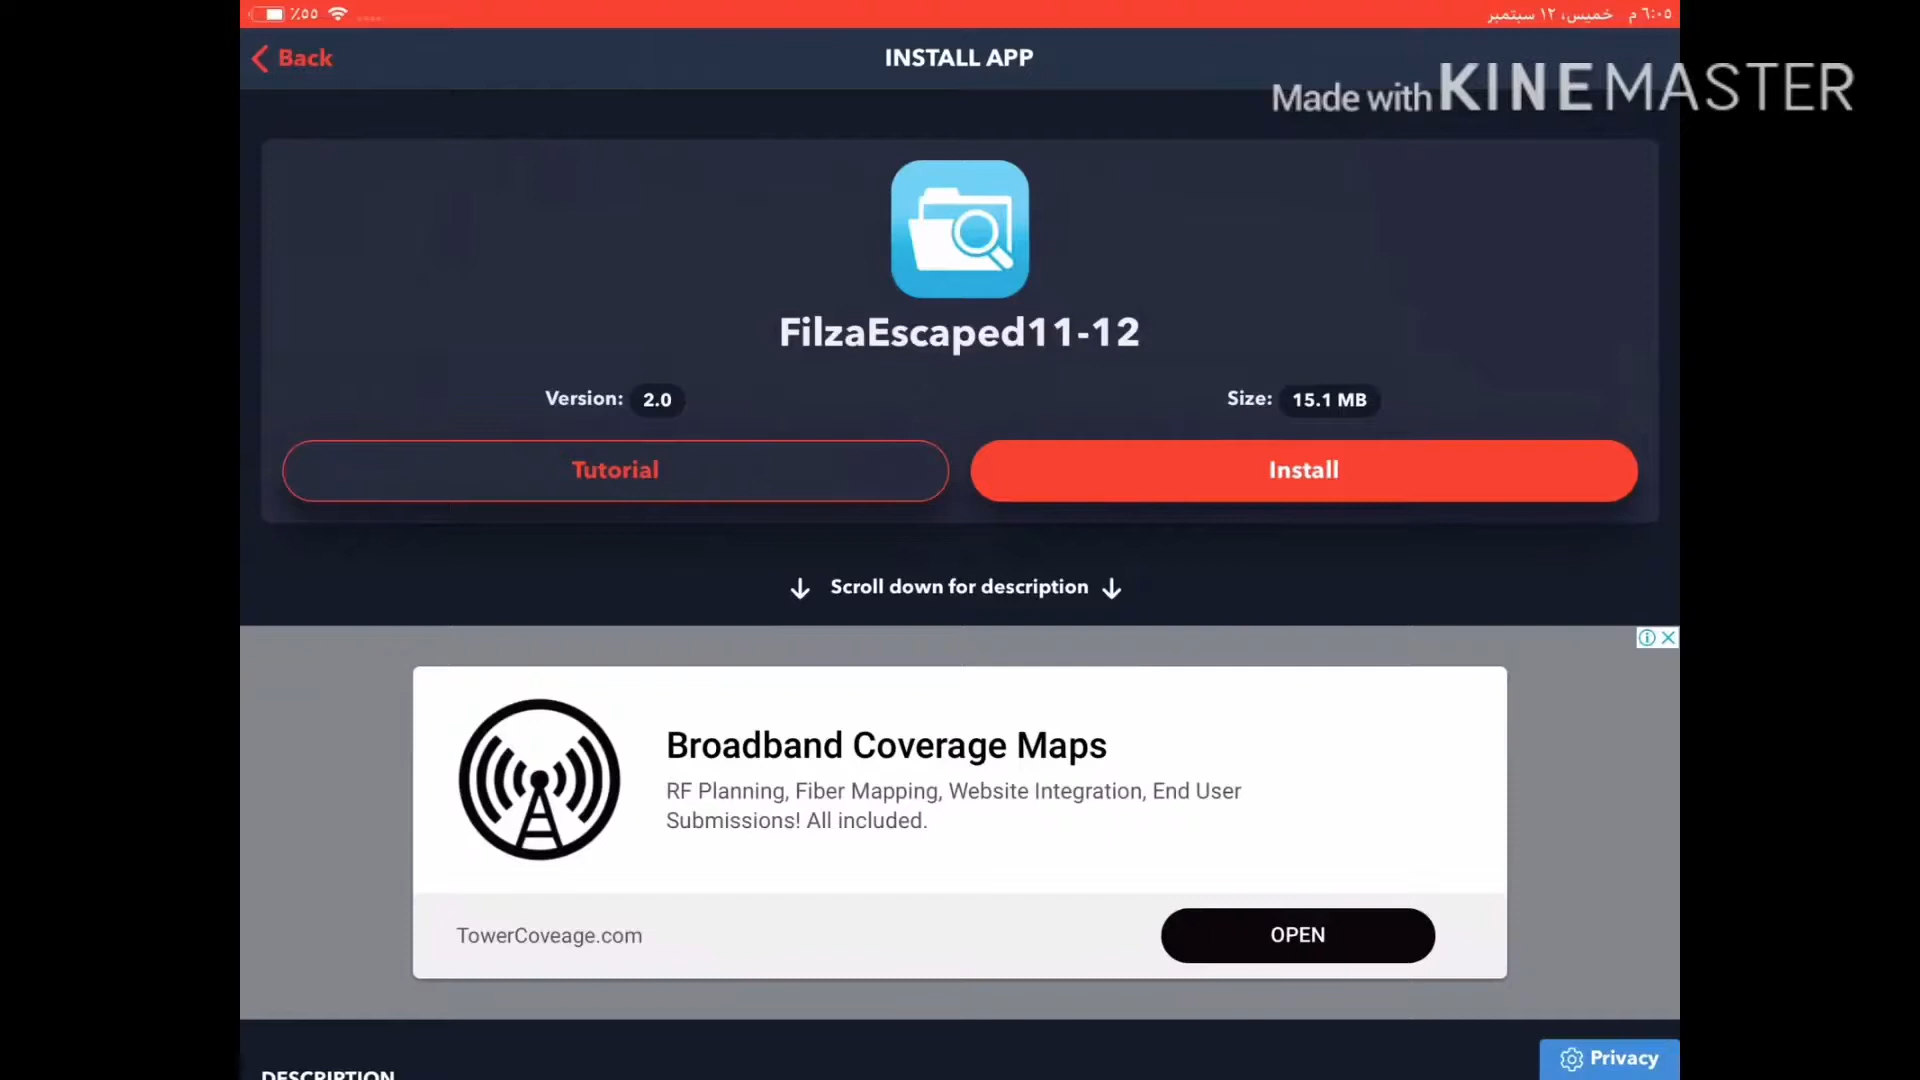 ٪٥٥
خميس، ١٢ سبتمبر ٦:٠٥ م
Back
INSTALL APP
Made with KINEMASTER
FilzaEscaped11-12
Version: 2.0
Size: 15.1 MB
Tutorial
Install
Scroll down for description
Broadband Coverage Maps
RF Planning, Fiber Mapping, Website Integration, End User
Submissions! All included.
TowerCoveage.com
OPEN
Privacy
DESCRIPTION